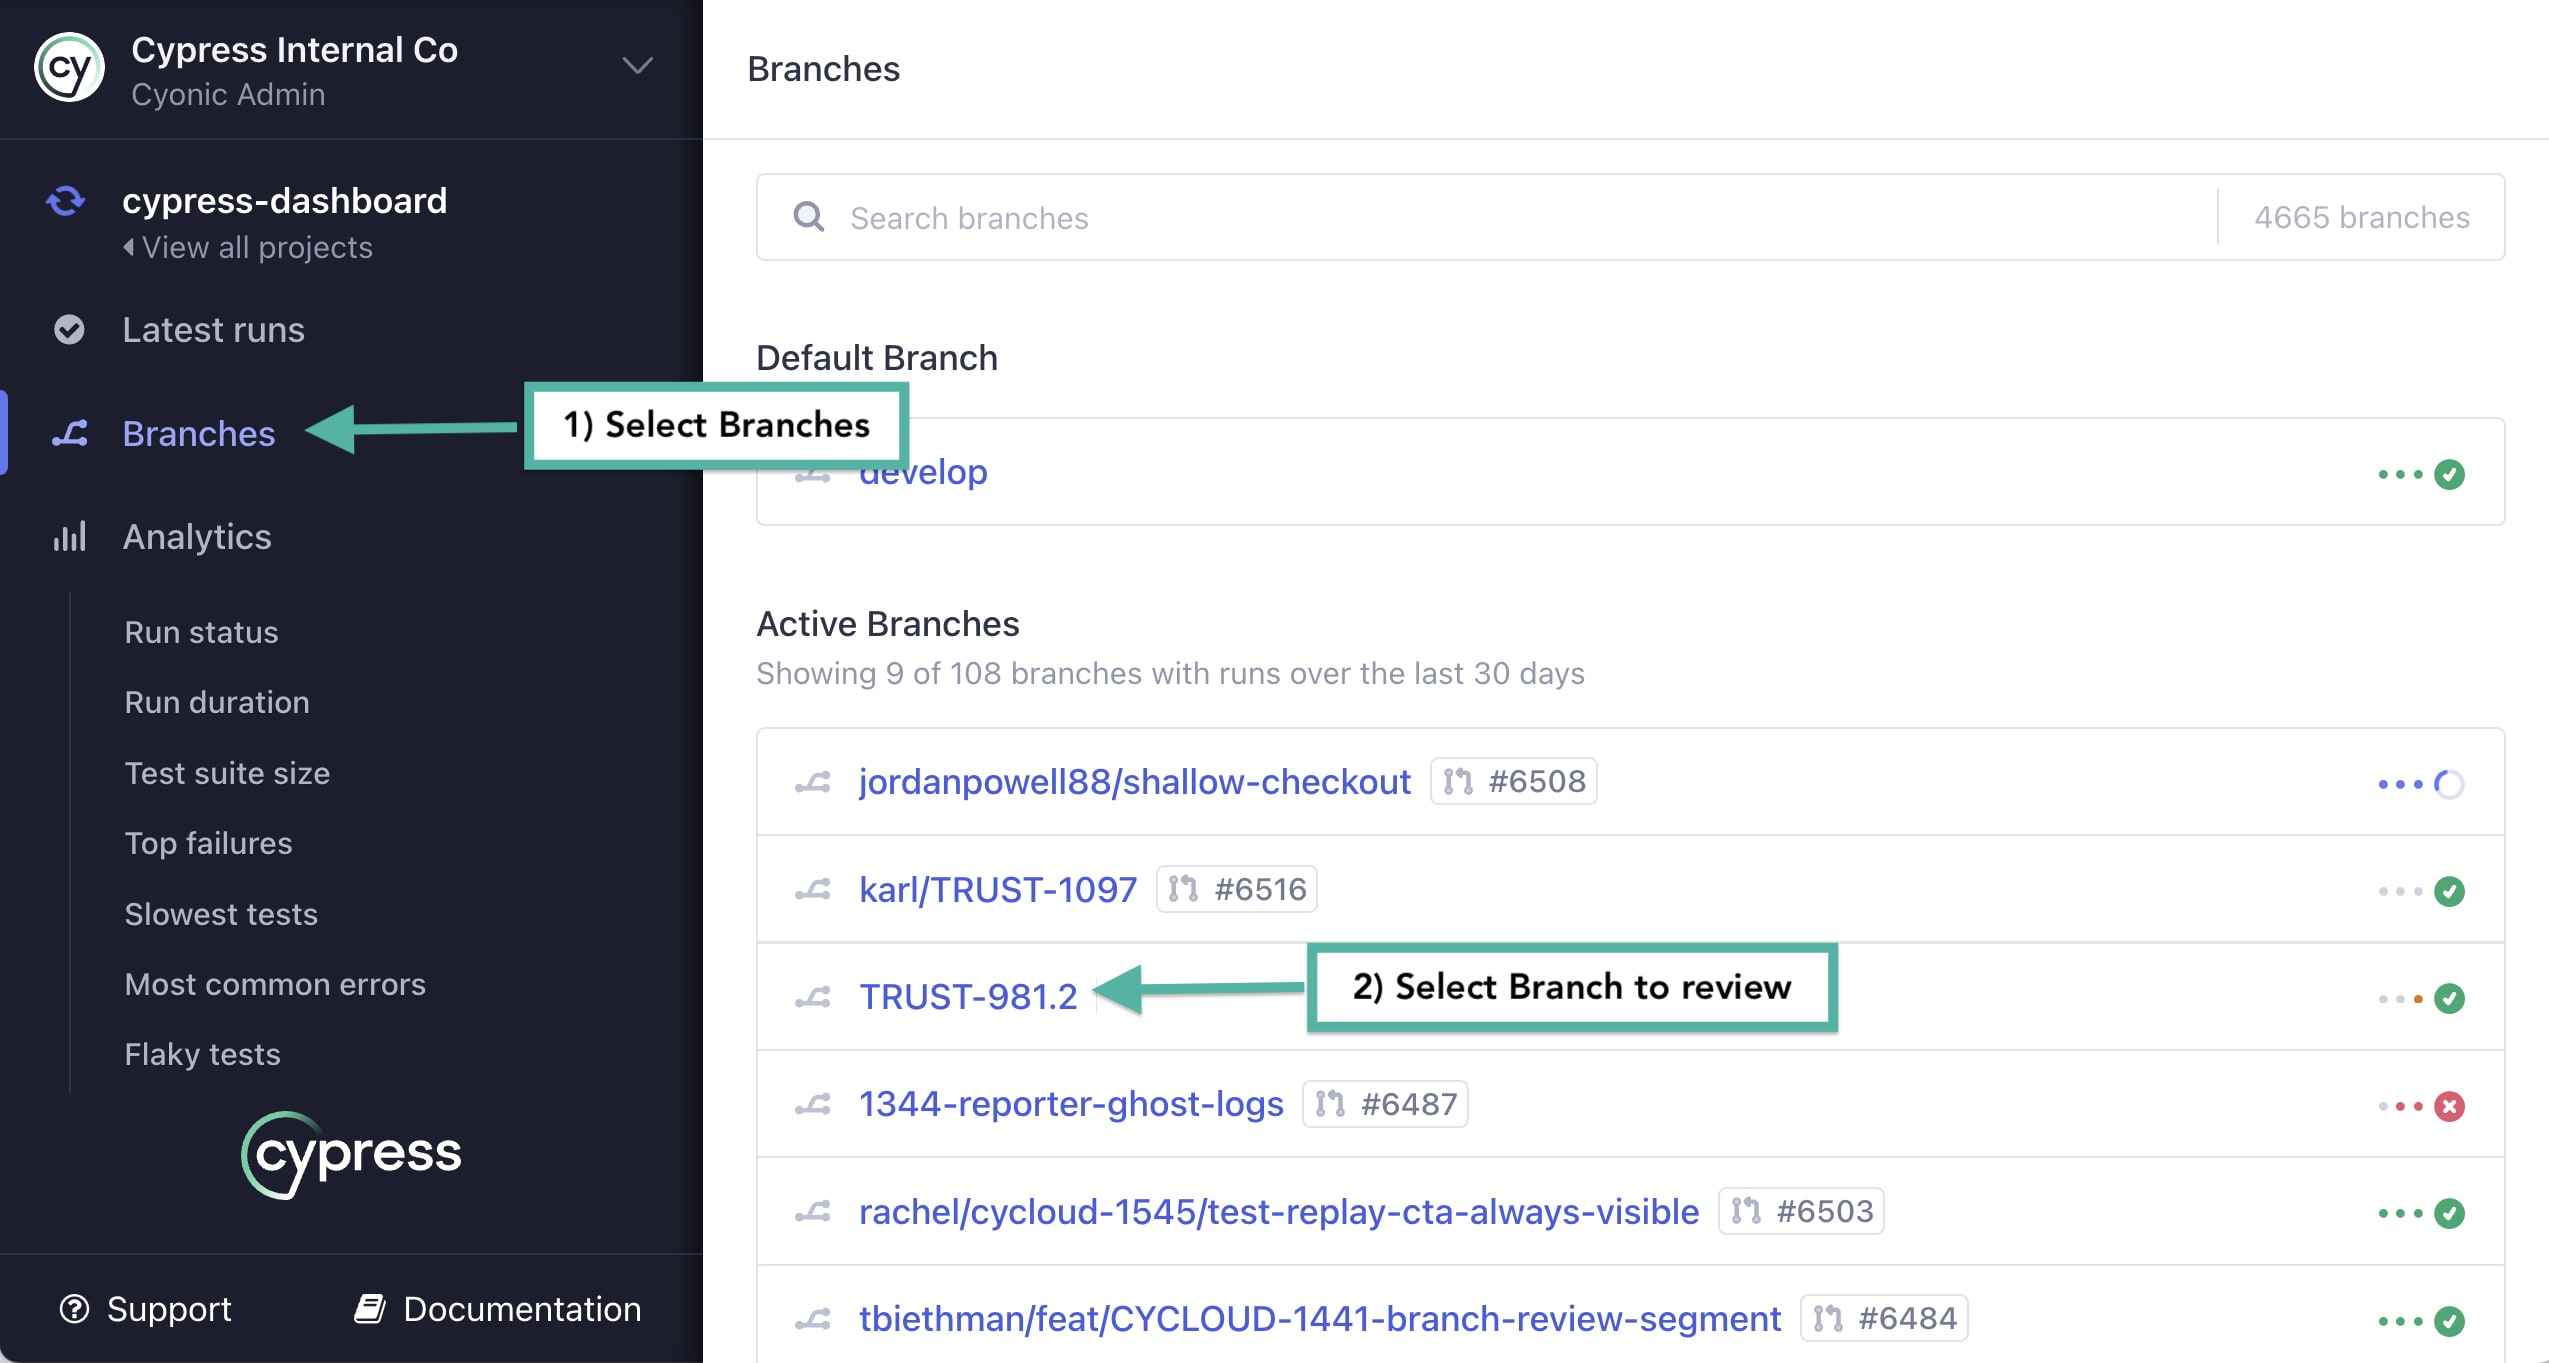 cy
Cypress Internal Co
Cyonic Admin
cypress-dashboard
View all projects
Latest runs
Branches
Analytics
Run status
Run duration
Test suite size
Top failures
Slowest tests
Most common errors
Flaky tests
cypress
Support
Documentation
Branches
Search branches
4665 branches
Default Branch
1) Select Branches
develop
Active Branches
Showing 9 of 108 branches with runs over the last 30 days
jordanpowell88/shallow-checkout #6508
karl/TRUST-1097 #6516
TRUST-981.2
2) Select Branch to review
1344-reporter-ghost-logs #6487
rachel/cycloud-1545/test-replay-cta-always-visible #6503
tbiethman/feat/CYCLOUD-1441-branch-review-segment #6484